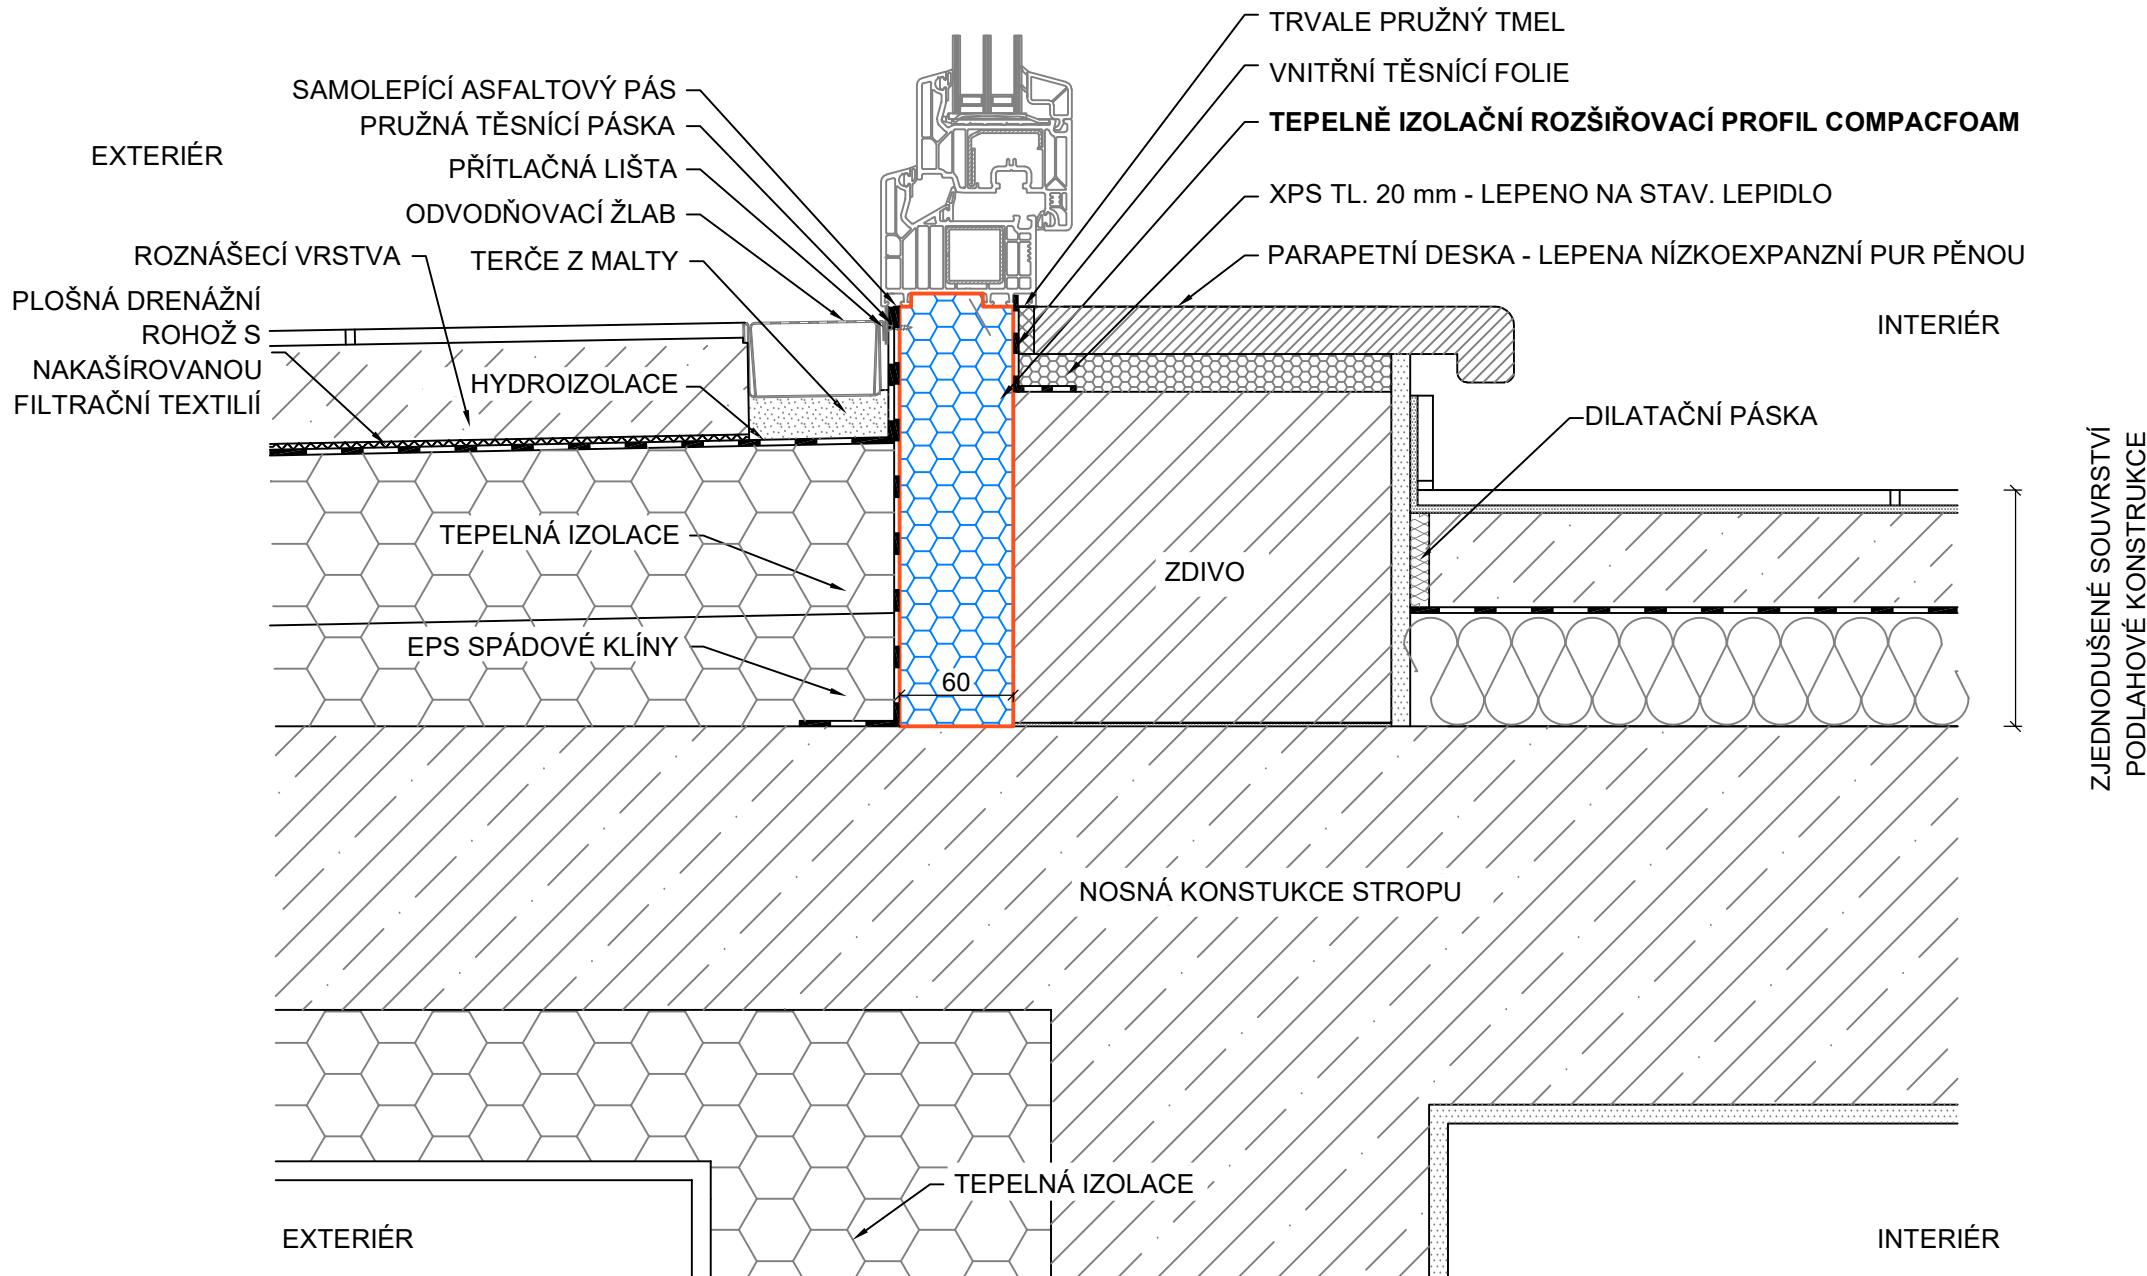 TRVALE PRUŽNÝ TMEL
VNITŘNÍ TĚSNÍCÍ FOLIE
TEPELNĚ IZOLAČNÍ ROZŠIŘOVACÍ PROFIL COMPACFOAM
XPS TL. 20 mm - LEPENO NA STAV. LEPIDLO
PARAPETNÍ DESKA - LEPENA NÍZKOEXPANZNÍ PUR PĚNOU
SAMOLEPÍCÍ ASFALTOVÝ PÁS
PRUŽNÁ TĚSNÍCÍ PÁSKA
EXTERIÉR
PŘÍTLAČNÁ LIŠTA
ODVODŇOVACÍ ŽLAB
ROZNÁŠECÍ VRSTVA
TERČE Z MALTY
PLOŠNÁ DRENÁŽNÍ
ROHOŽ S
NAKAŠÍROVANOU
FILTRAČNÍ TEXTILIÍ
HYDROIZOLACE
INTERIÉR
DILATAČNÍ PÁSKA
TEPELNÁ IZOLACE
ZDIVO
EPS SPÁDOVÉ KLÍNY
60
ZJEDNODUŠENÉ SOUVRSTVÍ
PODLAHOVÉ KONSTRUKCE
NOSNÁ KONSTUKCE STROPU
TEPELNÁ IZOLACE
EXTERIÉR
INTERIÉR